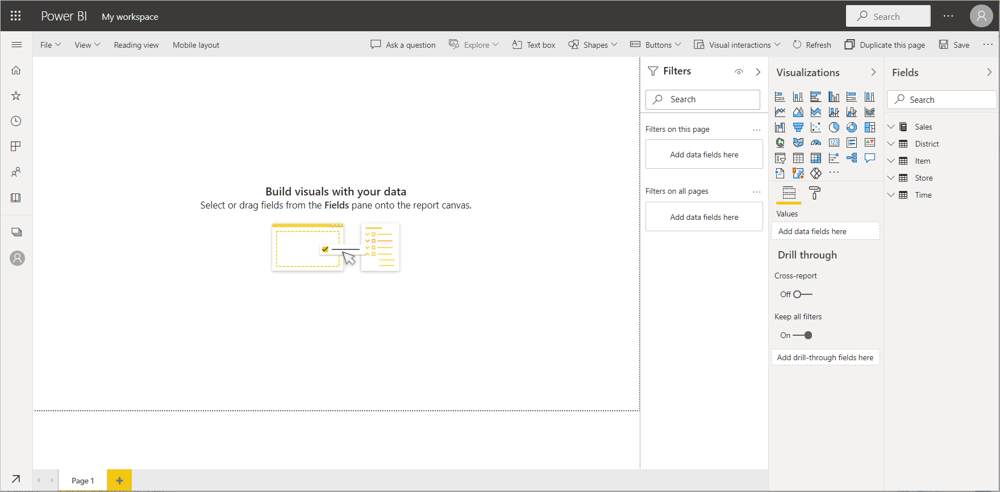 Power BI My workspace Search ...
File View Reading view Mobile layout Ask a question Explore Text box Shapes Buttons Visual interactions Refresh Duplicate this page Save ...
Filters
Search
Filters on this page ...
Add data fields here
Filters on all pages ...
Add data fields here
Visualizations
123
...
Values
Add data fields here
Drill through
Cross-report
Off
Keep all filters
On
Add drill-through fields here
Fields
Search
Sales
District
Item
Store
Time
Build visuals with your data
Select or drag fields from the Fields pane onto the report canvas.
Page 1 +